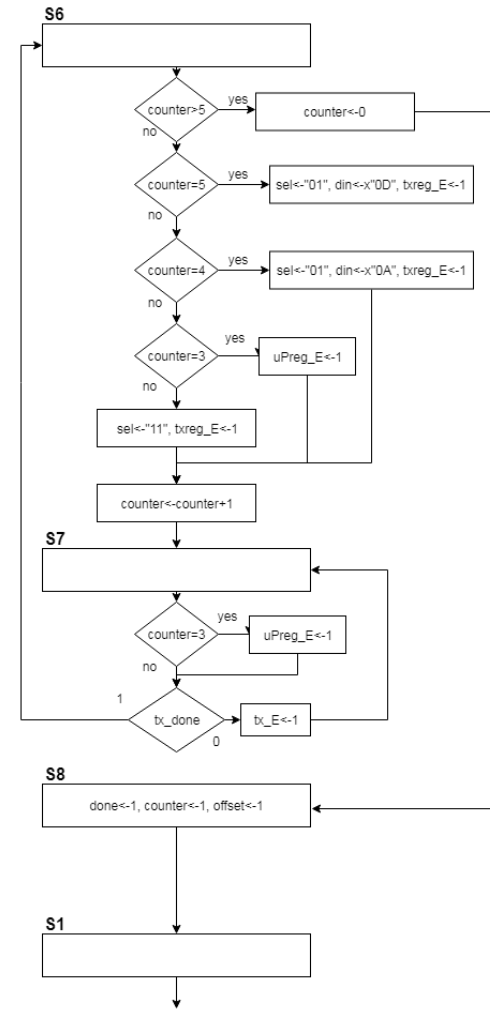 S6
counter>5
yes
counter<-0
no
counter=5
yes
sel<-"01", din<-x"0D", txreg_E<-1
no
counter=4
yes
sel<-"01", din<-x"0A", txreg_E<-1
no
counter=3
yes
uPreg_E<-1
no
sel<-"11", txreg_E<-1
counter<-counter+1
S7
counter=3
yes
uPreg_E<-1
no
1
tx_done
tx_E<-1
0
S8
done<-1, counter<-1, offset<-1
S1